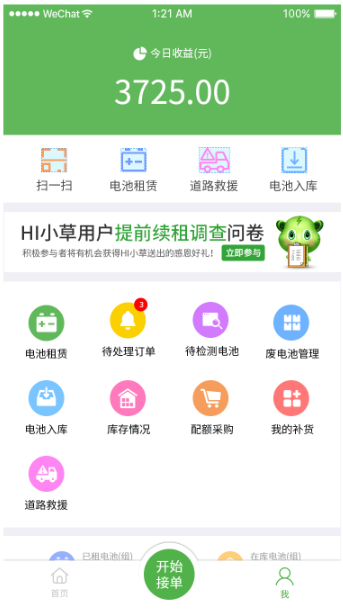 WeChat 1:21 AM 100%
今日收益(元)
3725.00
扫一扫 电池租赁 道路救援 电池入库
HI小草用户提前续租调查问卷
积极参与者将有机会获得HI小草送出的感恩好礼! 立即参与
3
电池租赁 待处理订单 待检测电池 废电池管理
电池入库 库存情况 配额采购 我的补货
道路救援
已租电池(组) 在库电池(组)
开始
接单
首页 我